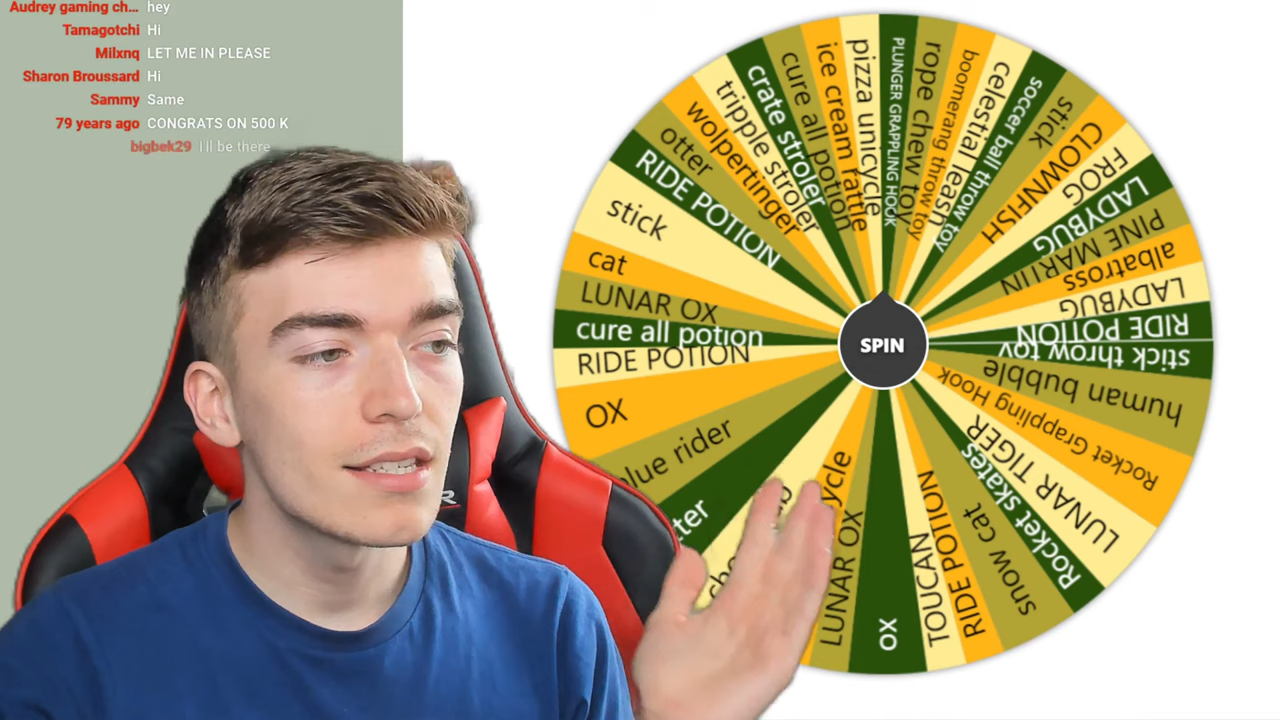 Audrey gaming ch... hey
Tamagotchi Hi
Milxnq LET ME IN PLEASE
Sharon Broussard Hi
Sammy Same
79 years ago CONGRATS ON 500 K
bigbek29 I'll be there
PLUNGER GRAPPLING HOOK
rope chew toy
boomerang throw toy
celestial leash
soccer ball throw toy
stick
CLOWNFISH
FROG
LADYBUG
PINE MARTIN
albatross
LADYBUG
RIDE POTION
stick throw toy
human bubble
Rocket Grappling Hook
LUNAR TIGER
Rocket skates
snow cat
RIDE POTION
TOUCAN
OX
LUNAR OX
OX
RIDE POTION
cure all potion
LUNAR OX
cat
stick
RIDE POTION
otter
wolpertinger
tripple stroler
crate stroler
cure all potion
ice cream rattle
pizza unicycle
SPIN
R